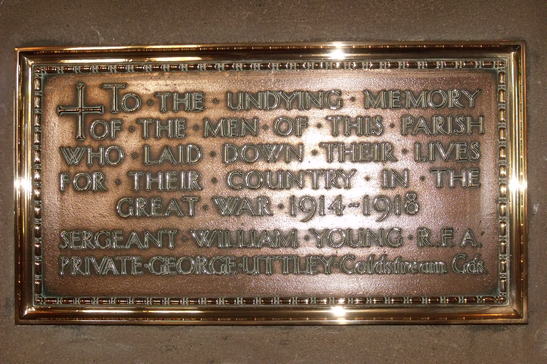 TO · THE · UNDYING · MEMORY
OF · THE · MEN · OF · THIS · PARISH
WHO · LAID · DOWN · THEIR · LIVES
FOR · THEIR · COUNTRY · IN · THE
GREAT · WAR · 1914-1918
SERGEANT · WILLIAM · YOUNG · R.F.A.
PRIVATE·GEORGE·UTTLEY·Coldstream Gds.